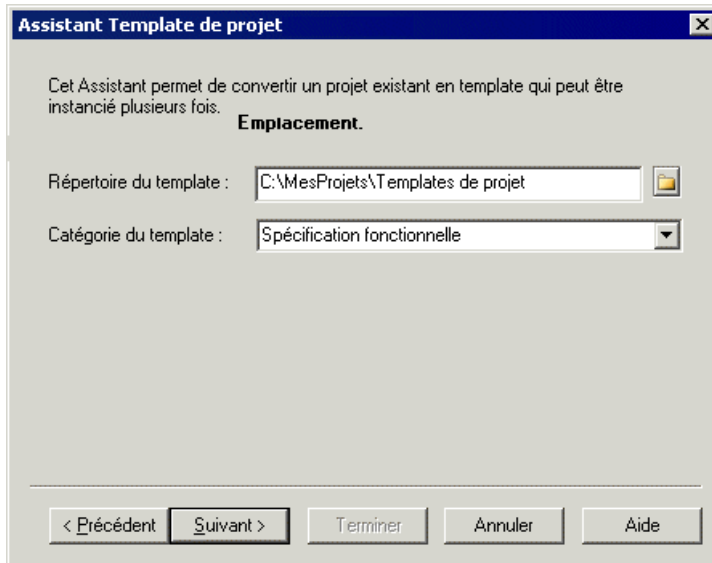 Assistant Template de projet
Cet Assistant permet de convertir un projet existant en template qui peut être
instancié plusieurs fois.
Emplacement.
Répertoire du template : C:\MesProjets\Templates de projet
Catégorie du template : Spécification fonctionnelle
< Précédent Suivant > Terminer Annuler Aide